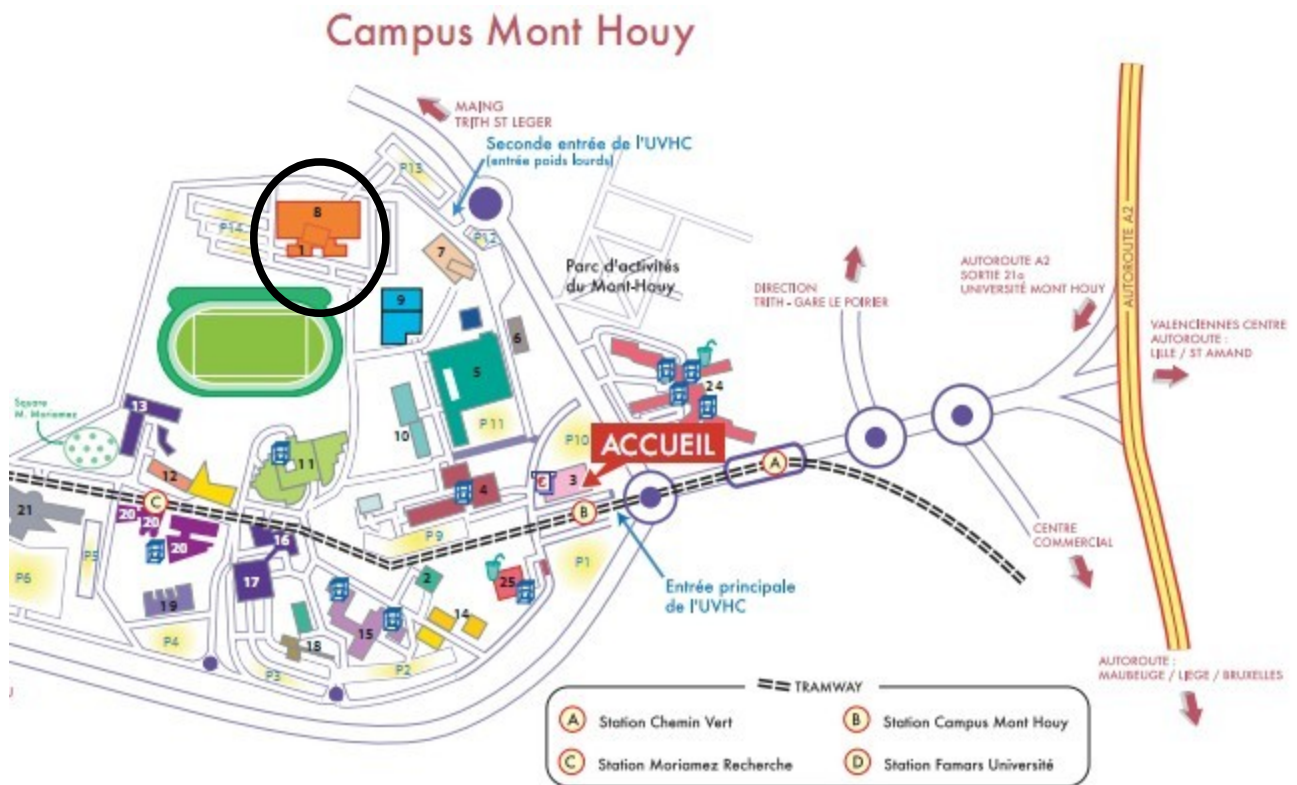 Campus Mont Houy
MAING
TRITH ST LEGER
Seconde entrée de l'UVHC
(entrée poids lourds)
P13
8
P14
1
P12
7
Parc d'activités
du Mont-Houy
AUTOROUTE A2
SORTIE 21a
UNIVERSITÉ MONT HOUY
AUTOROUTE A2
DIRECTION
TRITH - GARE LE POIRIER
VALENCIENNES CENTRE
AUTOROUTE :
LILLE / ST AMAND
9
6
5
24
Square
M. Moriamez
13
10
P11
P10
ACCUEIL
11
12
4
€
3
A
C
B
21
20
20
20
16
P9
P5
P6
17
2
25
P1
CENTRE
COMMERCIAL
Entrée principale
de l'UVHC
19
14
15
18
P4
P3
P2
AUTOROUTE :
MAUBEUGE / LIEGE / BRUXELLES
TRAMWAY
A Station Chemin Vert
B Station Campus Mont Houy
C Station Moriamez Recherche
D Station Famars Université